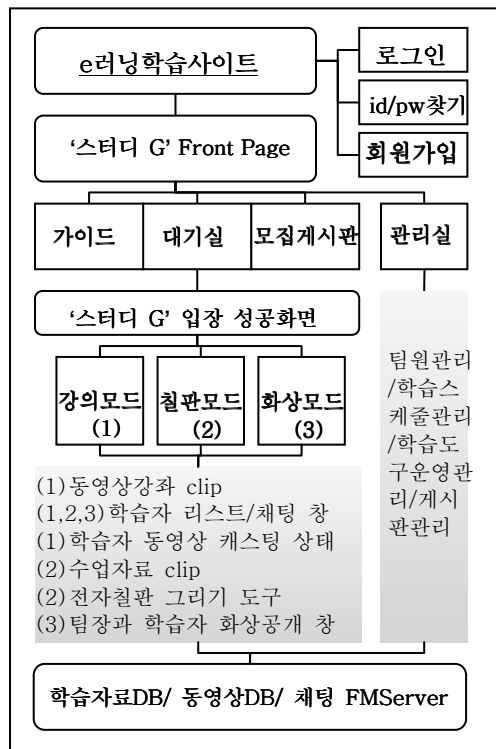 e러닝학습사이트
로그인
id/pw찾기
회원가입
‘스터디 G’ Front Page
가이드
대기실
모집게시판
관리실
‘스터디 G’ 입장 성공화면
강의모드
(1)
칠판모드
(2)
화상모드
(3)
(1)동영상강좌 clip
(1,2,3)학습자 리스트/채팅 창
(1)학습자 동영상 캐스팅 상태
(2)수업자료 clip
(2)전자칠판 그리기 도구
(3)팀장과 학습자 화상공개 창
팀원관리
/학습스
케줄관리
/학습도
구운영관
리/게시
판관리
학습자료DB/ 동영상DB/ 채팅 FMServer